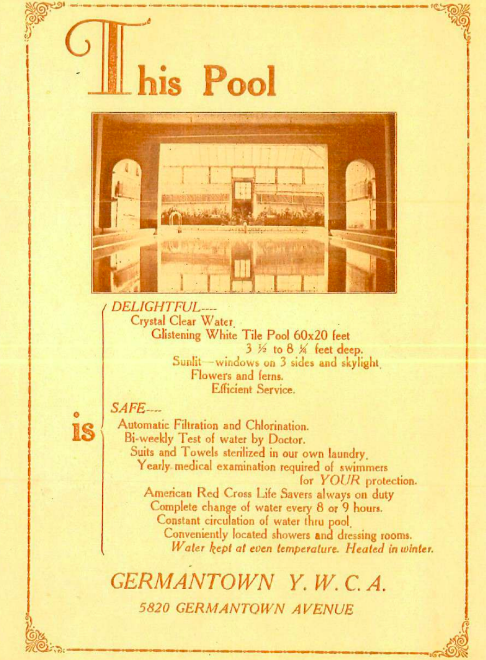 This Pool
is
DELIGHTFUL----
Crystal Clear Water.
Glistening White Tile Pool 60x20 feet
3 ½ to 8 ¼ feet deep.
Sunlit—windows on 3 sides and skylight.
Flowers and ferns.
Efficient Service.
SAFE----
Automatic Filtration and Chlorination.
Bi-weekly Test of water by Doctor.
Suits and Towels sterilized in our own laundry.
Yearly medical examination required of swimmers
for YOUR protection.
American Red Cross Life Savers always on duty
Complete change of water every 8 or 9 hours.
Constant circulation of water thru pool.
Conveniently located showers and dressing rooms.
Water kept at even temperature. Heated in winter.
GERMANTOWN Y. W. C. A.
5820 GERMANTOWN AVENUE